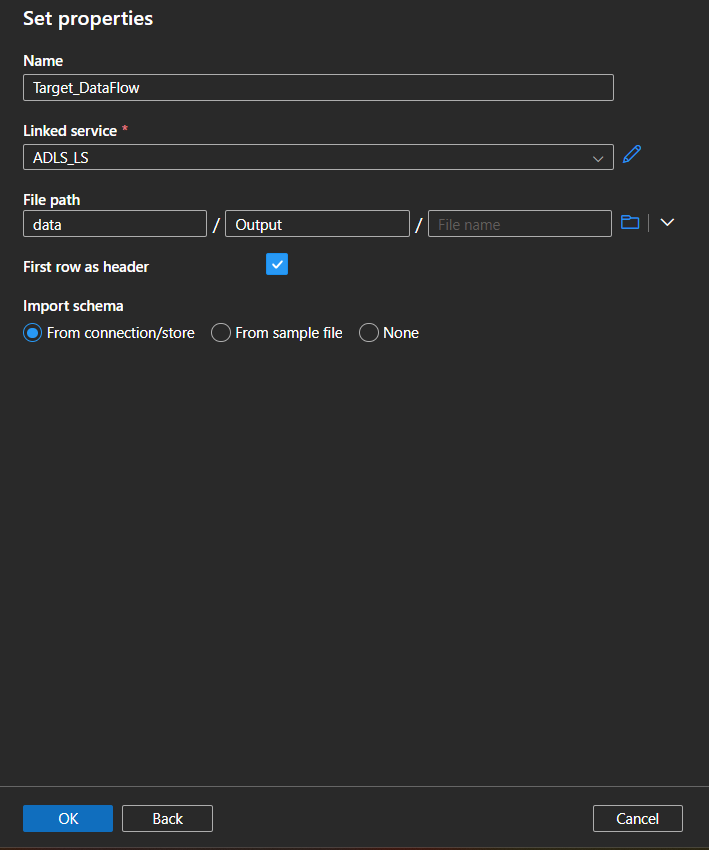 Set properties
Name
Target_DataFlow
Linked service *
ADLS_LS
File path
data / Output / File name
First row as header
Import schema
From connection/store From sample file None
OK Back Cancel